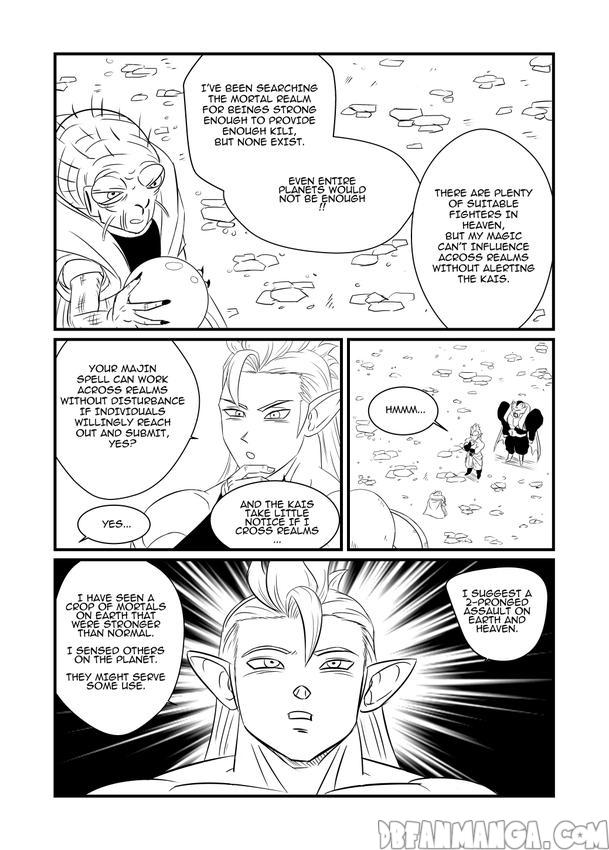 I'VE BEEN SEARCHING
THE MORTAL REALM
FOR BEINGS STRONG
ENOUGH TO PROVIDE
ENOUGH KILI,
BUT NONE EXIST.
EVEN ENTIRE
PLANETS WOULD
NOT BE ENOUGH
!!
THERE ARE PLENTY
OF SUITABLE
FIGHTERS IN
HEAVEN,
BUT MY MAGIC
CAN'T INFLUENCE
ACROSS REALMS
WITHOUT ALERTING
THE KAIS.
YOUR MAJIN
SPELL CAN WORK
ACROSS REALMS
WITHOUT DISTURBANCE
IF INDIVIDUALS
WILLINGLY REACH
OUT AND SUBMIT,
YES?
YES...
AND THE KAIS
TAKE LITTLE
NOTICE IF I
CROSS REALMS
...
HMMM...
I HAVE SEEN A
CROP OF MORTALS
ON EARTH THAT
WERE STRONGER
THAN NORMAL.
I SENSED OTHERS
ON THE PLANET.
THEY MIGHT SERVE
SOME USE.
I SUGGEST A
2-PRONGED
ASSAULT ON
EARTH AND
HEAVEN.
DBFANMANGA.COM